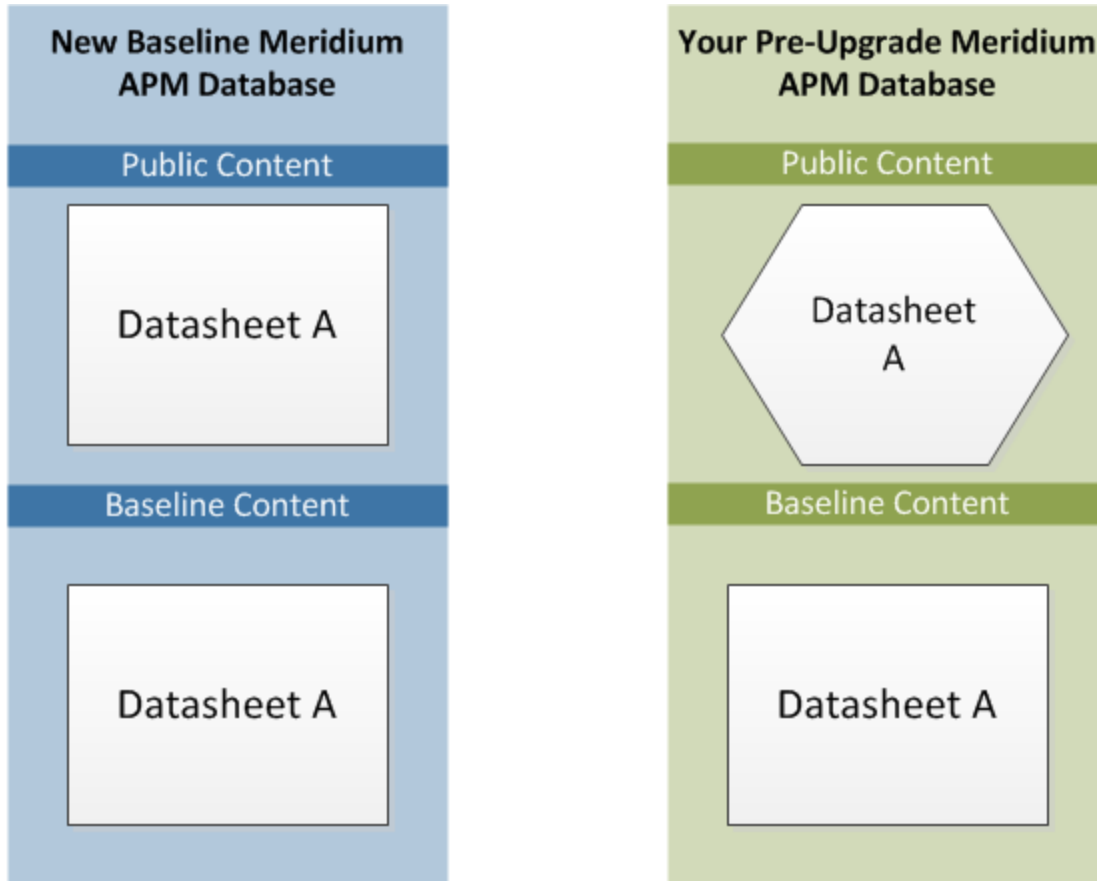 New Baseline Meridium
APM Database
Public Content
Datasheet A
Baseline Content
Datasheet A
Your Pre-Upgrade Meridium
APM Database
Public Content
Datasheet
A
Baseline Content
Datasheet A